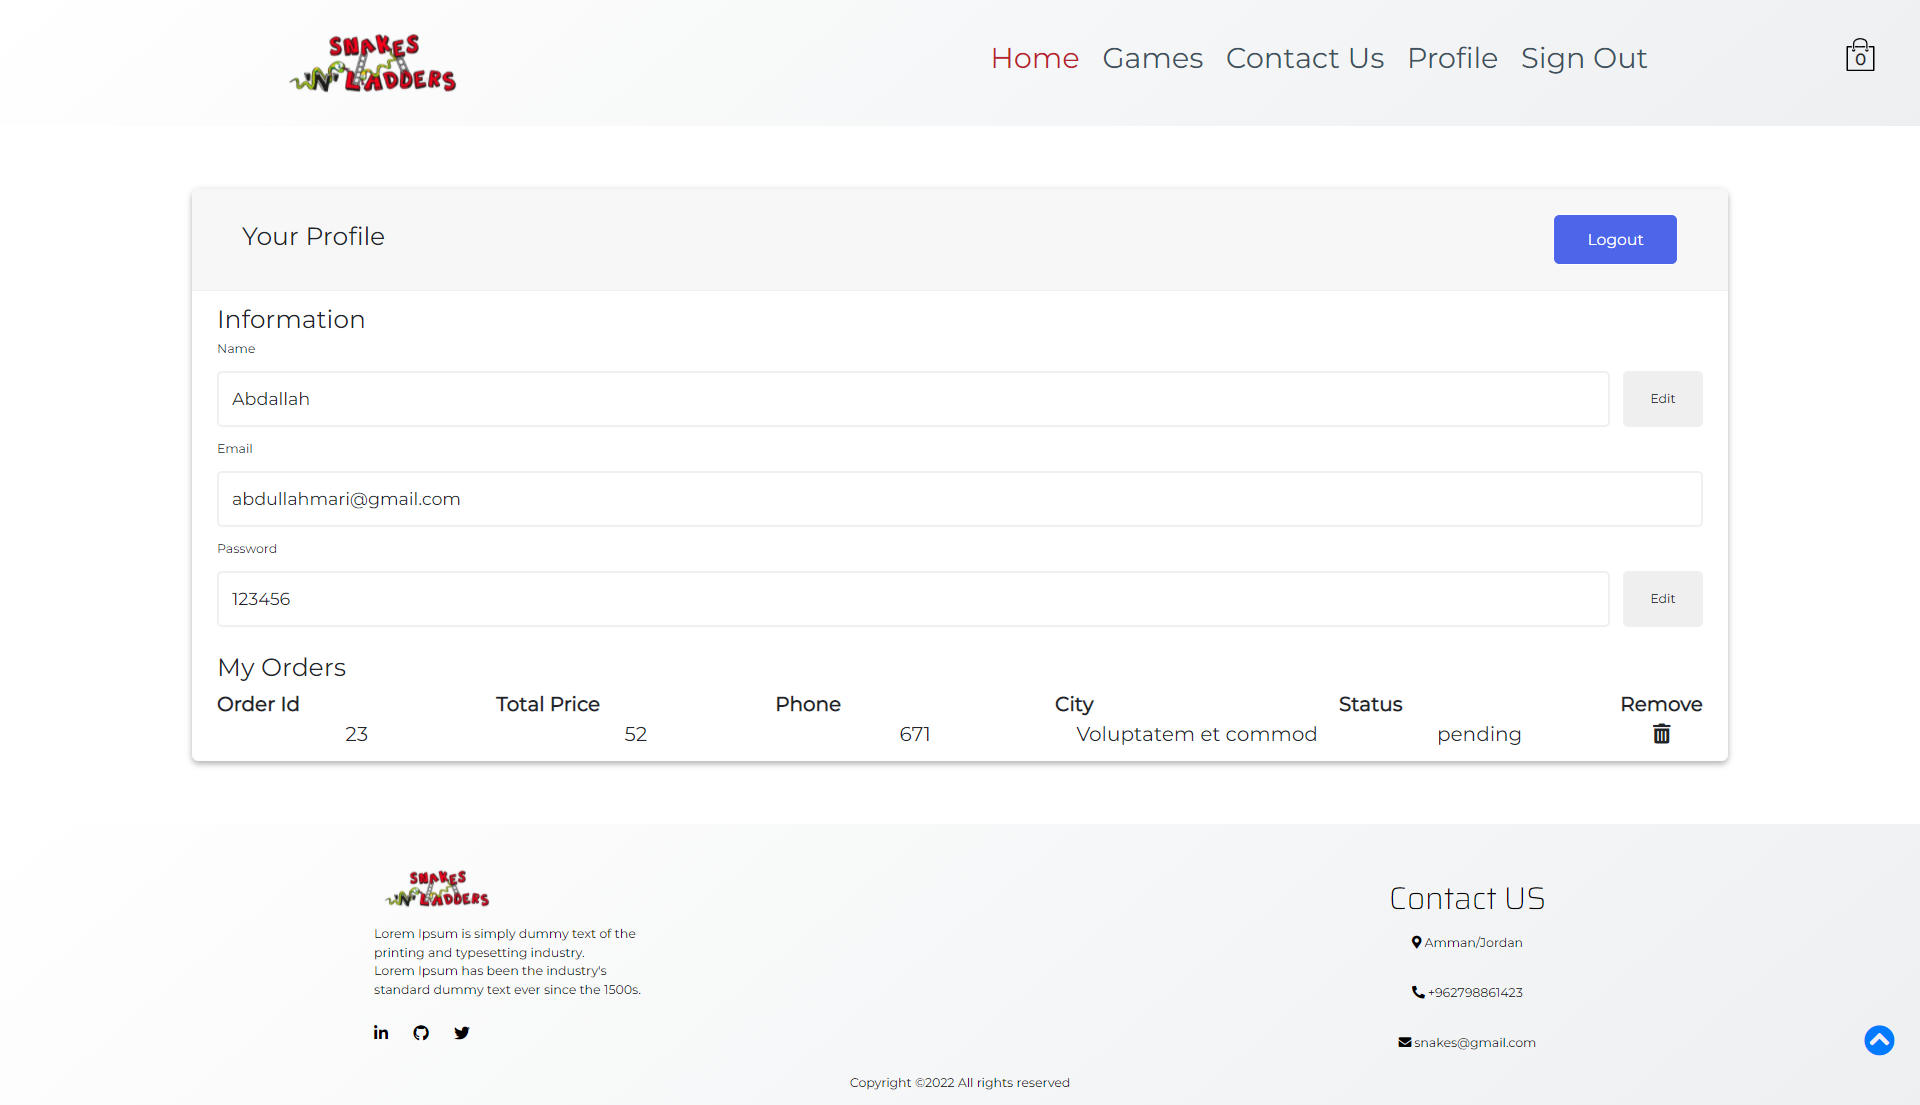 SNAKES
'N' LADDERS
Home Games Contact Us Profile Sign Out
0
Your Profile
Logout
Information
Name
Abdallah
Edit
Email
abdullahmari@gmail.com
Password
123456
Edit
My Orders
Order Id Total Price Phone City Status Remove
23 52 671 Voluptatem et commod pending
SNAKES
'N' LADDERS
Lorem Ipsum is simply dummy text of the
printing and typesetting industry.
Lorem Ipsum has been the industry's
standard dummy text ever since the 1500s.
Contact US
Amman/Jordan
+962798861423
snakes@gmail.com
Copyright ©2022 All rights reserved